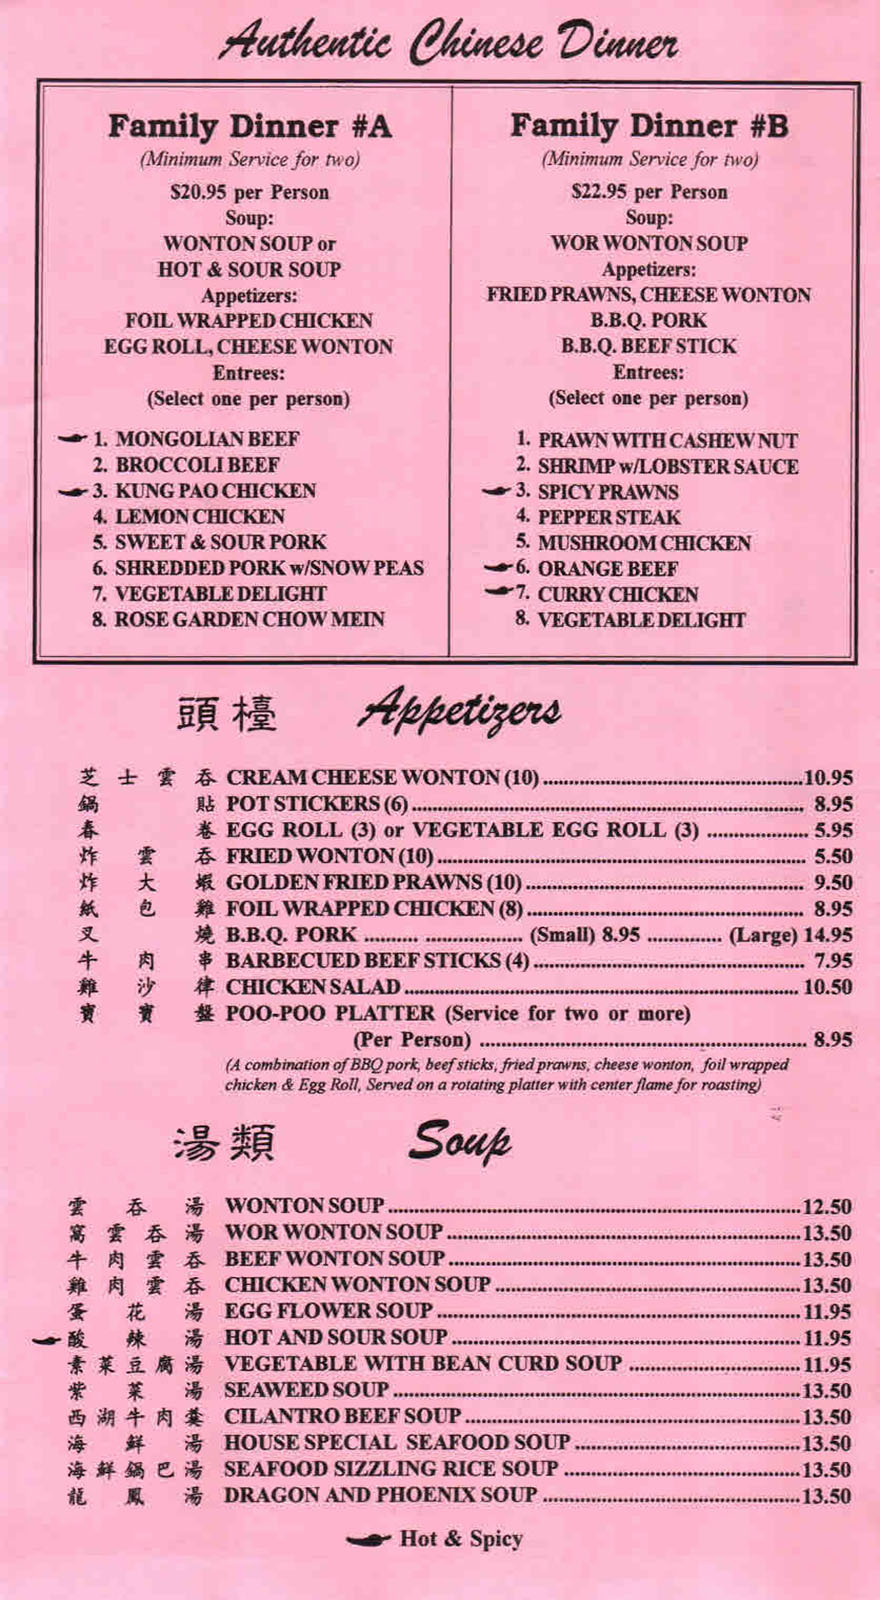 Authentic Chinese Dinner
Family Dinner #A
(Minimum Service for two)
$20.95 per Person
Soup:
WONTON SOUP or
HOT & SOUR SOUP
Appetizers:
FOIL WRAPPED CHICKEN
EGG ROLL, CHEESE WONTON
Entrees:
(Select one per person)
1. MONGOLIAN BEEF
2. BROCCOLI BEEF
3. KUNG PAO CHICKEN
4. LEMON CHICKEN
5. SWEET & SOUR PORK
6. SHREDDED PORK w/SNOW PEAS
7. VEGETABLE DELIGHT
8. ROSE GARDEN CHOW MEIN
Family Dinner #B
(Minimum Service for two)
$22.95 per Person
Soup:
WOR WONTON SOUP
Appetizers:
FRIED PRAWNS, CHEESE WONTON
B.B.Q. PORK
B.B.Q. BEEF STICK
Entrees:
(Select one per person)
1. PRAWN WITH CASHEW NUT
2. SHRIMP w/LOBSTER SAUCE
3. SPICY PRAWNS
4. PEPPER STEAK
5. MUSHROOM CHICKEN
6. ORANGE BEEF
7. CURRY CHICKEN
8. VEGETABLE DELIGHT
頭檯 Appetizers
芝士雲吞 CREAM CHEESE WONTON (10) ........ 10.95
鍋貼 POT STICKERS (6) ........ 8.95
春卷 EGG ROLL (3) or VEGETABLE EGG ROLL (3) ........ 5.95
炸雲吞 FRIED WONTON (10) ........ 5.50
炸大蝦 GOLDEN FRIED PRAWNS (10) ........ 9.50
紙包雞 FOIL WRAPPED CHICKEN (8) ........ 8.95
叉燒 B.B.Q. PORK ........ (Small) 8.95 ........ (Large) 14.95
牛肉串 BARBECUED BEEF STICKS (4) ........ 7.95
雞沙律 CHICKEN SALAD ........ 10.50
寶寶盤 POO-POO PLATTER (Service for two or more)
(Per Person) ........ 8.95
(A combination of BBQ pork, beef sticks, fried prawns, cheese wonton, foil wrapped
chicken & Egg Roll, Served on a rotating platter with center flame for roasting)
湯類 Soup
雲吞湯 WONTON SOUP ........ 12.50
窩雲吞湯 WOR WONTON SOUP ........ 13.50
牛肉雲吞 BEEF WONTON SOUP ........ 13.50
雞肉雲吞 CHICKEN WONTON SOUP ........ 13.50
蛋花湯 EGG FLOWER SOUP ........ 11.95
酸辣湯 HOT AND SOUR SOUP ........ 11.95
素菜豆腐湯 VEGETABLE WITH BEAN CURD SOUP ........ 11.95
紫菜湯 SEAWEED SOUP ........ 13.50
西湖牛肉羹 CILANTRO BEEF SOUP ........ 13.50
海鮮湯 HOUSE SPECIAL SEAFOOD SOUP ........ 13.50
海鮮鍋巴湯 SEAFOOD SIZZLING RICE SOUP ........ 13.50
龍鳳湯 DRAGON AND PHOENIX SOUP ........ 13.50
Hot & Spicy